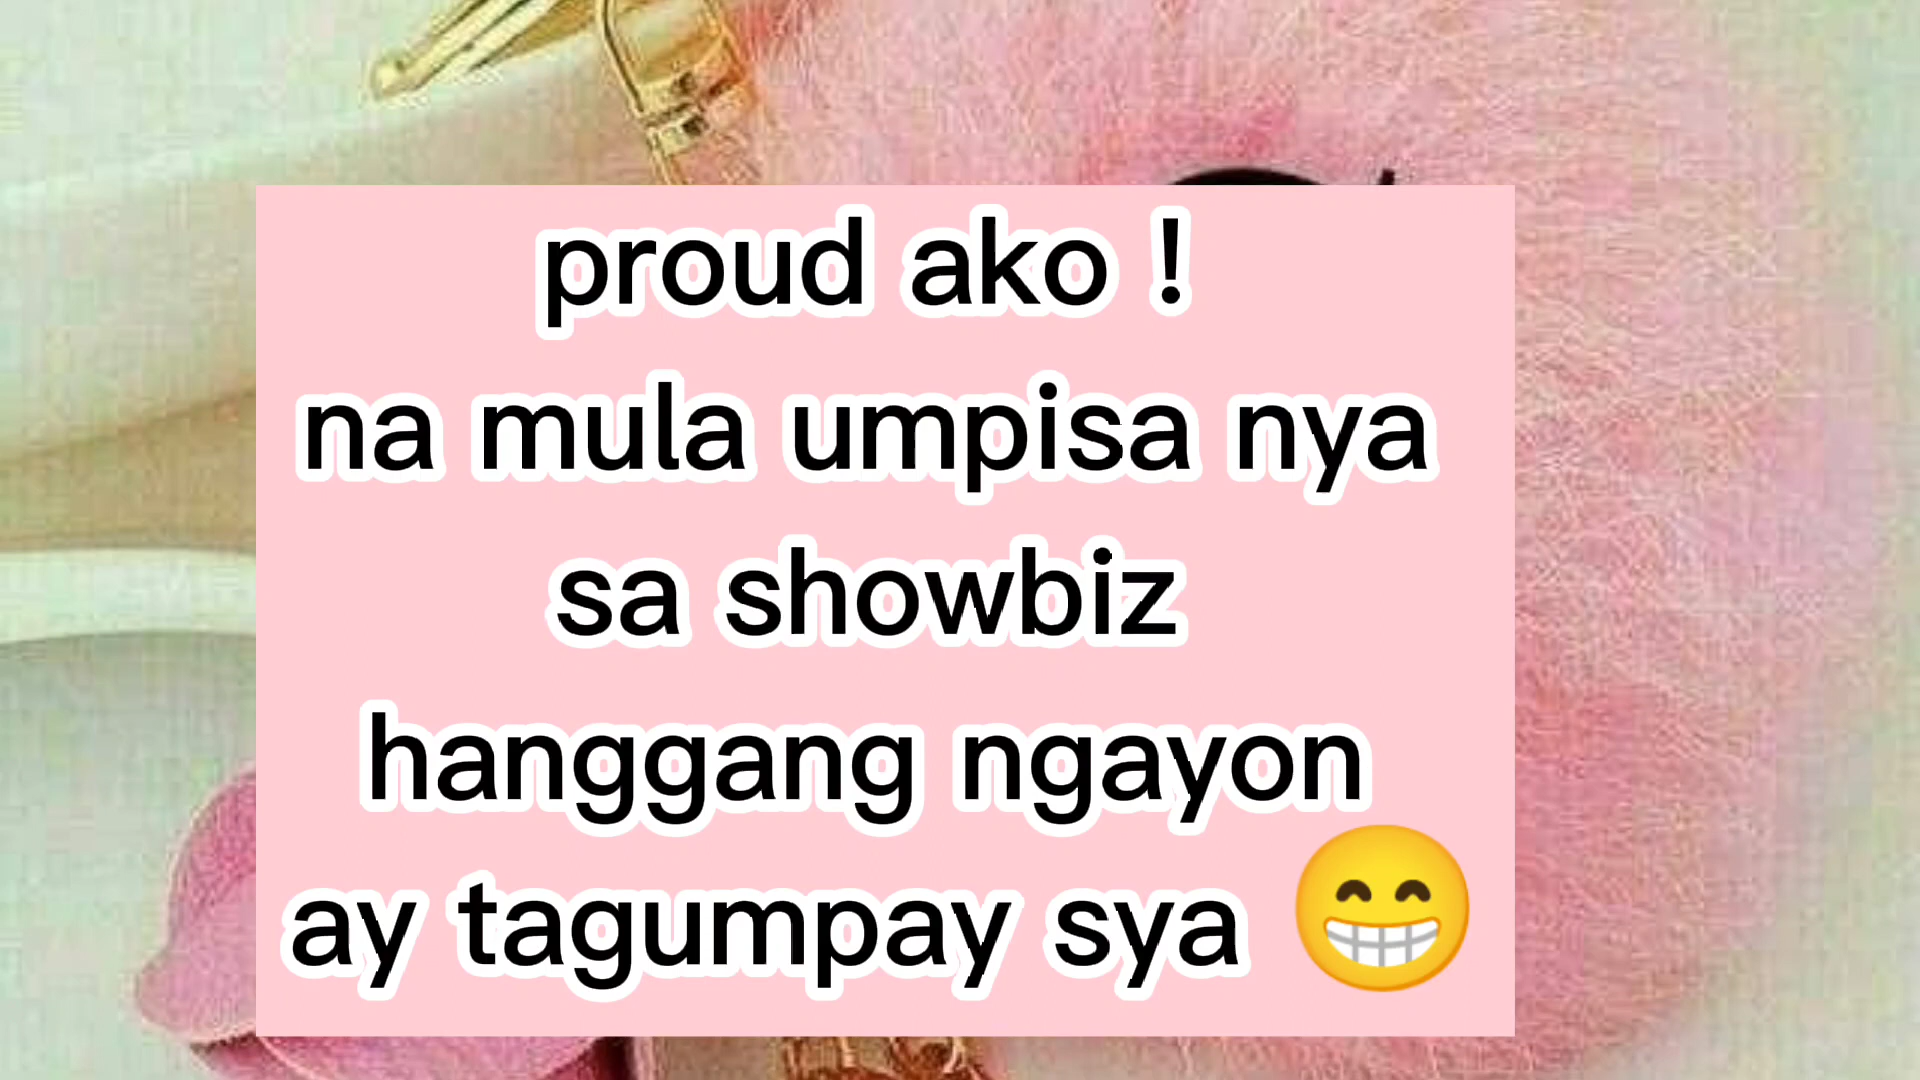 proud ako !
na mula umpisa nya
sa showbiz
hanggang ngayon
ay tagumpay sya 😁